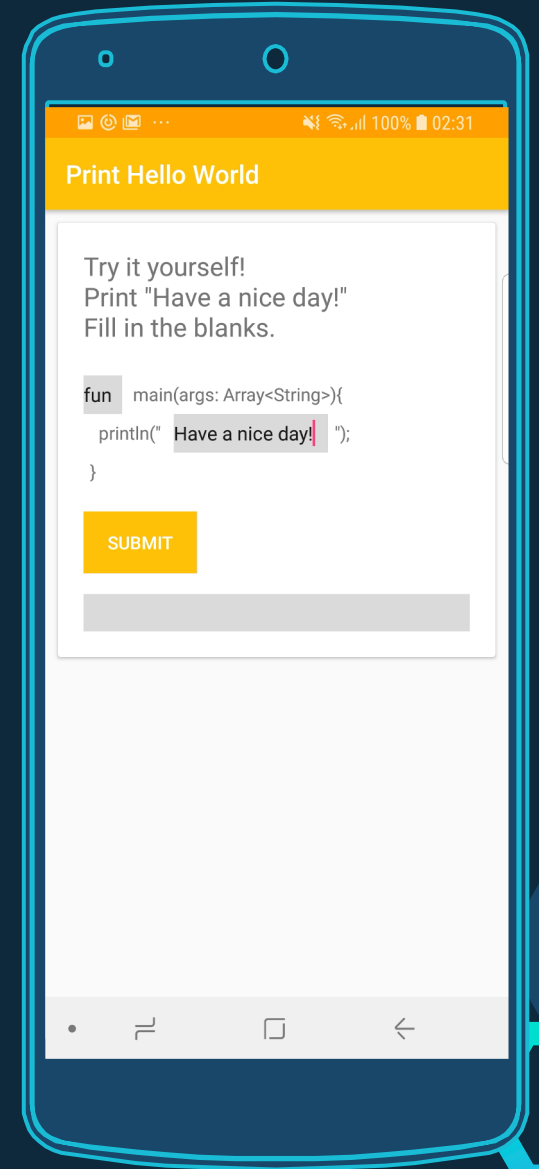 ... 100% 02:31
Print Hello World
Try it yourself!
Print "Have a nice day!"
Fill in the blanks.
fun main(args: Array<String>){
println(" Have a nice day! ");
}
SUBMIT